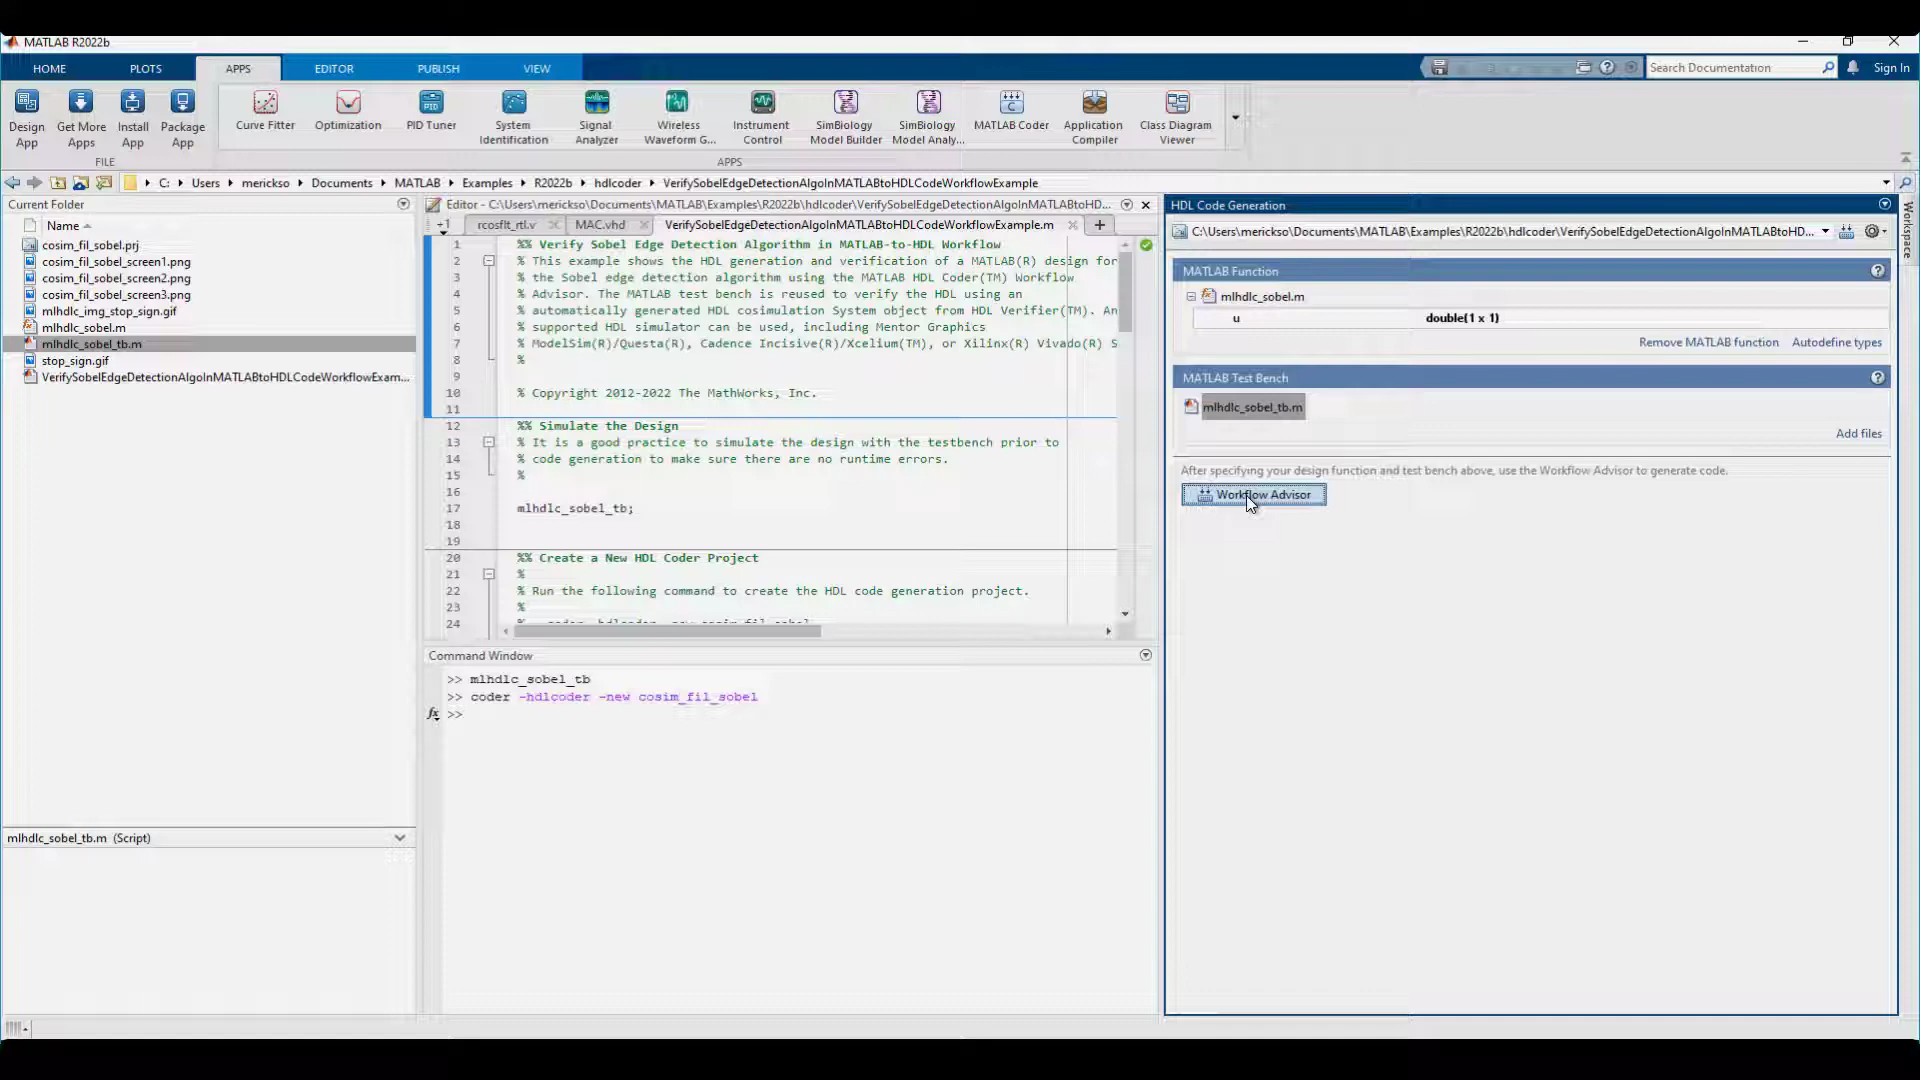 MATLAB R2022b
HOME
PLOTS
APPS
EDITOR
PUBLISH
VIEW
Search Documentation
Sign In
Design App
Get More Apps
Install App
Package App
Curve Fitter
Optimization
PID Tuner
System Identification
Signal Analyzer
Wireless Waveform G...
Instrument Control
SimBiology Model Builder
SimBiology Model Analy...
MATLAB Coder
Application Compiler
Class Diagram Viewer
FILE
APPS
C:
Users
merickso
Documents
MATLAB
Examples
R2022b
hdlcoder
VerifySobelEdgeDetectionAlgoInMATLABtoHDLCodeWorkflowExample
Current Folder
Name
cosim_fil_sobel.prj
cosim_fil_sobel_screen1.png
cosim_fil_sobel_screen2.png
cosim_fil_sobel_screen3.png
mlhdlc_img_stop_sign.gif
mlhdlc_sobel.m
mlhdlc_sobel_tb.m
stop_sign.gif
VerifySobelEdgeDetectionAlgoInMATLABtoHDLCodeWorkflowExam...
mlhdlc_sobel_tb.m (Script)
Editor - C:\Users\merickso\Documents\MATLAB\Examples\R2022b\hdlcoder\VerifySobelEdgeDetectionAlgoInMATLABtoHD...
+1
rcosflt_rtl.v
MAC.vhd
VerifySobelEdgeDetectionAlgoInMATLABtoHDLCodeWorkflowExample.m
1 %% Verify Sobel Edge Detection Algorithm in MATLAB-to-HDL Workflow
2 % This example shows the HDL generation and verification of a MATLAB(R) design for
3 % the Sobel edge detection algorithm using the MATLAB HDL Coder(TM) Workflow
4 % Advisor. The MATLAB test bench is reused to verify the HDL using an
5 % automatically generated HDL cosimulation System object from HDL Verifier(TM). An
6 % supported HDL simulator can be used, including Mentor Graphics
7 % ModelSim(R)/Questa(R), Cadence Incisive(R)/Xcelium(TM), or Xilinx(R) Vivado(R) S
8 %
9
10 % Copyright 2012-2022 The MathWorks, Inc.
11
12 %% Simulate the Design
13 % It is a good practice to simulate the design with the testbench prior to
14 % code generation to make sure there are no runtime errors.
15 %
16
17 mlhdlc_sobel_tb;
18
19
20 %% Create a New HDL Coder Project
21 %
22 % Run the following command to create the HDL code generation project.
23 %
24 % coder -hdlcoder -new cosim_fil_sobel
Command Window
>> mlhdlc_sobel_tb
>> coder -hdlcoder -new cosim_fil_sobel
fx >>
HDL Code Generation
C:\Users\merickso\Documents\MATLAB\Examples\R2022b\hdlcoder\VerifySobelEdgeDetectionAlgoInMATLABtoHD...
MATLAB Function
mlhdlc_sobel.m
u double(1 x 1)
Remove MATLAB function
Autodefine types
MATLAB Test Bench
mlhdlc_sobel_tb.m
Add files
After specifying your design function and test bench above, use the Workflow Advisor to generate code.
Workflow Advisor
Workspace